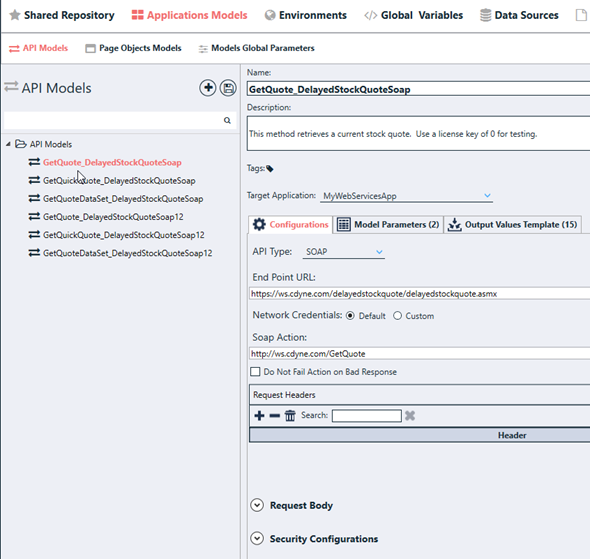 Shared Repository Applications Models Environments Global Variables Data Sources
API Models Page Objects Models Models Global Parameters
API Models
API Models
GetQuote_DelayedStockQuoteSoap
GetQuickQuote_DelayedStockQuoteSoap
GetQuoteDataSet_DelayedStockQuoteSoap
GetQuote_DelayedStockQuoteSoap12
GetQuickQuote_DelayedStockQuoteSoap12
GetQuoteDataSet_DelayedStockQuoteSoap12
Name:
GetQuote_DelayedStockQuoteSoap
Description:
This method retrieves a current stock quote. Use a license key of 0 for testing.
Tags:
Target Application: MyWebServicesApp
Configurations Model Parameters (2) Output Values Template (15)
API Type: SOAP
End Point URL:
https://ws.cdyne.com/delayedstockquote/delayedstockquote.asmx
Network Credentials: Default Custom
Soap Action:
http://ws.cdyne.com/GetQuote
Do Not Fail Action on Bad Response
Request Headers
Search:
Header
Request Body
Security Configurations